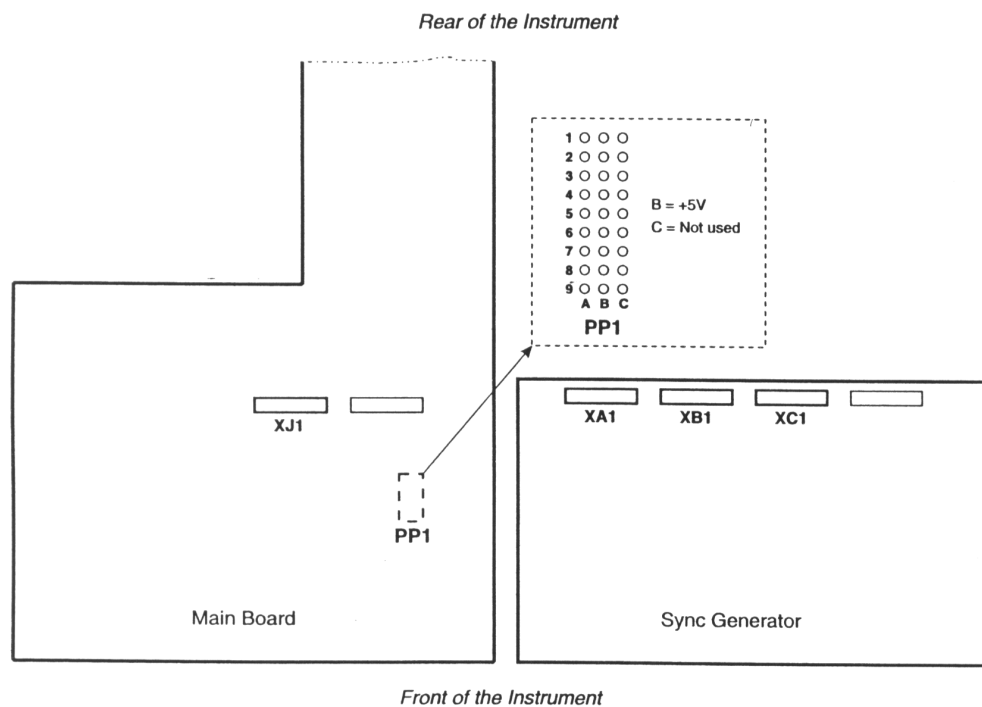 Rear of the Instrument
1
2
3
4
5
6
7
8
9
A B C
PP1
B = +5V
C = Not used
XJ1
XA1 XB1 XC1
PP1
Main Board
Sync Generator
Front of the Instrument